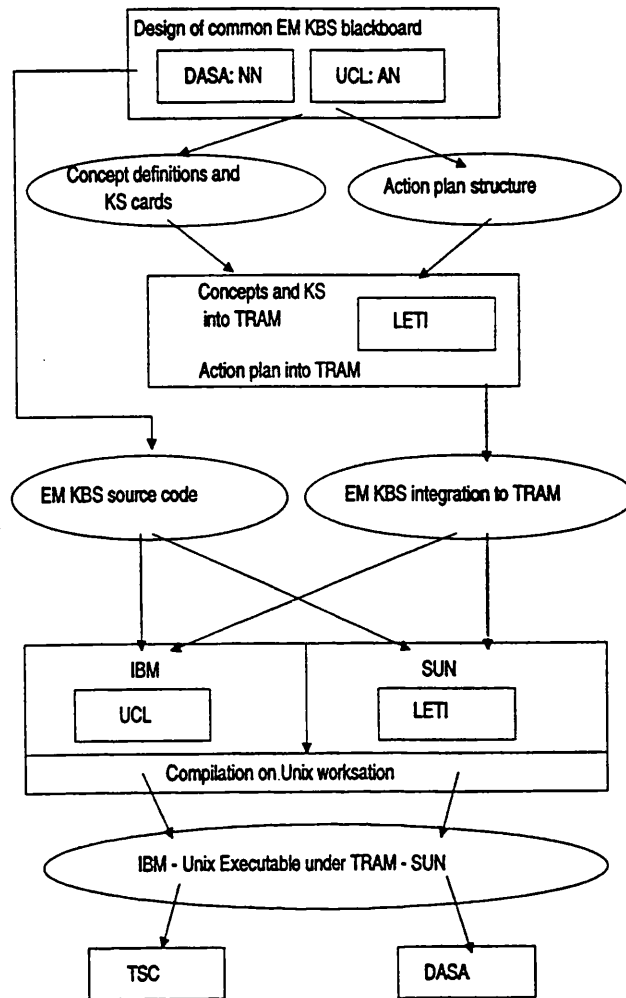 Design of common EM KBS blackboard
DASA: NN
UCL: AN
Concept definitions and
KS cards
Action plan structure
Concepts and KS
into TRAM
LETI
Action plan into TRAM
EM KBS source code
EM KBS integration to TRAM
IBM
SUN
UCL
LETI
Compilation on Unix worksation
IBM - Unix Executable under TRAM - SUN
TSC
DASA